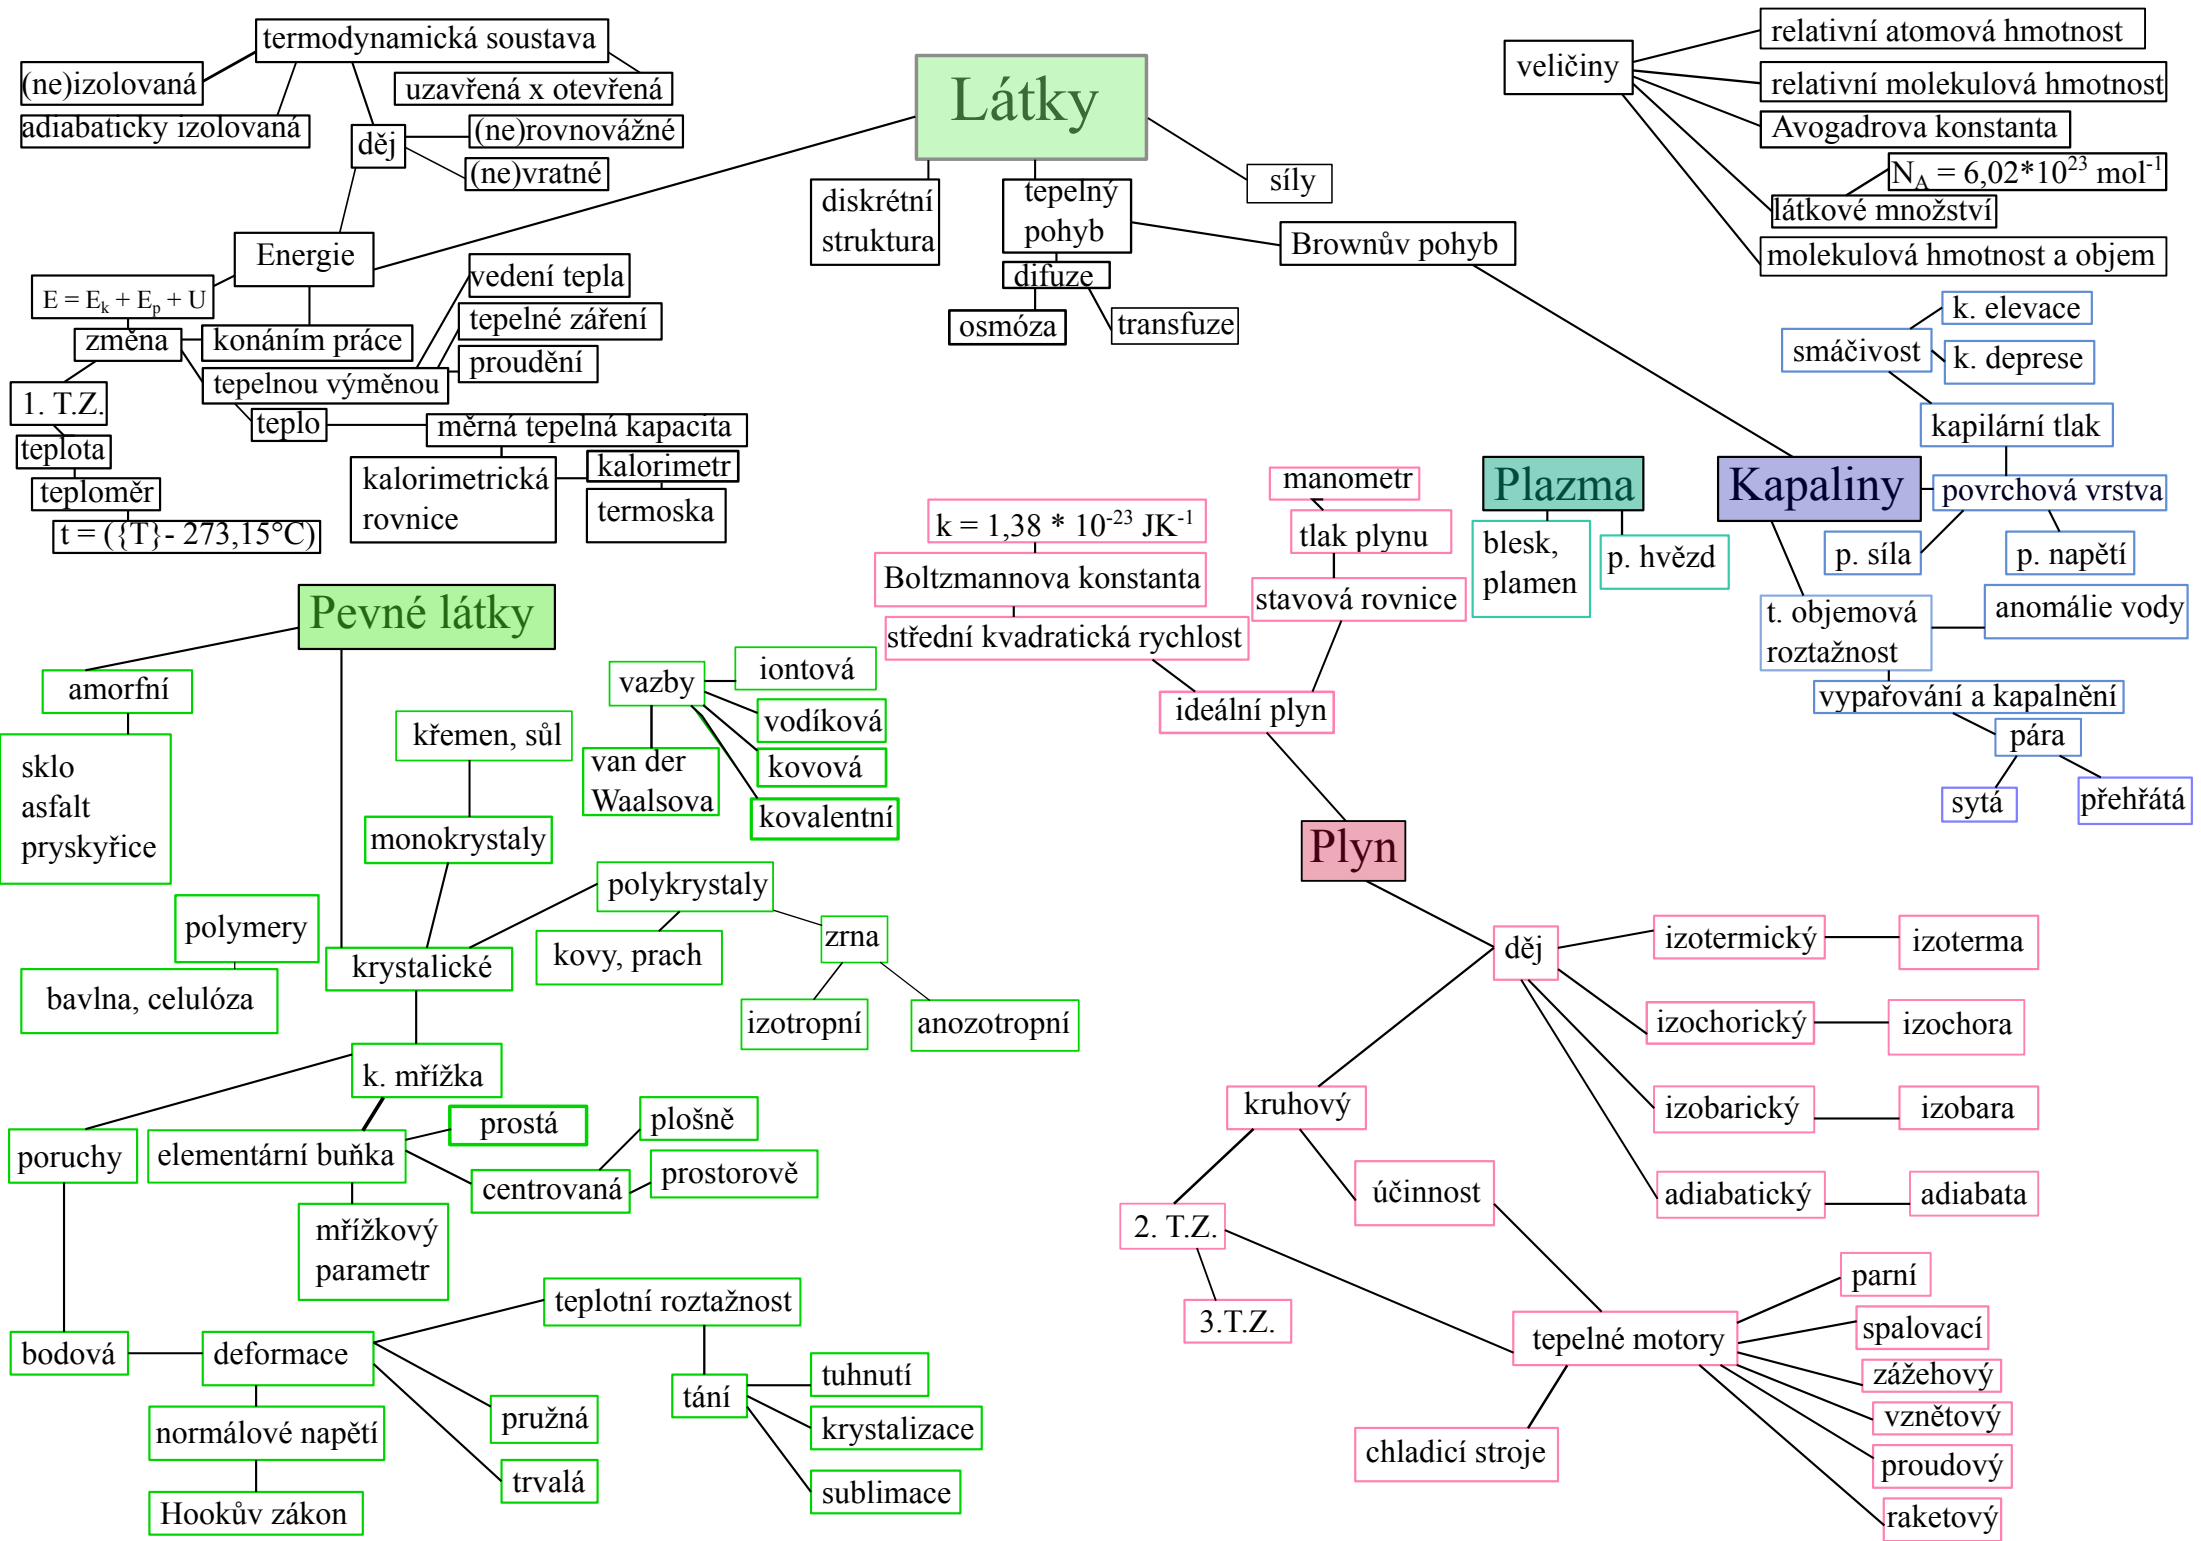 termodynamická soustava
(ne)izolovaná
uzavřená x otevřená
adiabaticky izolovaná
děj
(ne)rovnovážné
(ne)vratné
Energie
E = Eₖ + Eₚ + U
vedení tepla
tepelné záření
proudění
změna
konáním práce
tepelnou výměnou
1. T.Z.
teplo
měrná tepelná kapacita
teplota
kalorimetrická
rovnice
kalorimetr
termoska
teploměr
t = ({T}- 273,15°C)
Látky
diskrétní
struktura
tepelný
pohyb
síly
Brownův pohyb
difuze
osmóza
transfuze
veličiny
relativní atomová hmotnost
relativní molekulová hmotnost
Avogadrova konstanta
N_A = 6,02*10²³ mol⁻¹
látkové množství
molekulová hmotnost a objem
k. elevace
smáčivost
k. deprese
kapilární tlak
Kapaliny
povrchová vrstva
p. síla
p. napětí
t. objemová
roztažnost
anomálie vody
vypařování a kapalnění
pára
sytá
přehřátá
Plazma
blesk,
plamen
p. hvězd
manometr
tlak plynu
k = 1,38 * 10⁻²³ JK⁻¹
Boltzmannova konstanta
stavová rovnice
střední kvadratická rychlost
ideální plyn
Plyn
děj
izotermický
izoterma
izochorický
izochora
izobarický
izobara
adiabatický
adiabata
kruhový
účinnost
2. T.Z.
3.T.Z.
tepelné motory
parní
spalovací
zážehový
vznětový
proudový
raketový
chladicí stroje
Pevné látky
amorfní
sklo
asfalt
pryskyřice
vazby
iontová
vodíková
kovová
kovalentní
van der
Waalsova
křemen, sůl
monokrystaly
polykrystaly
kovy, prach
zrna
izotropní
anozotropní
polymery
bavlna, celulóza
krystalické
k. mřížka
poruchy
elementární buňka
prostá
centrovaná
plošně
prostorově
mřížkový
parametr
bodová
deformace
teplotní roztažnost
tání
tuhnutí
krystalizace
sublimace
pružná
trvalá
normálové napětí
Hookův zákon